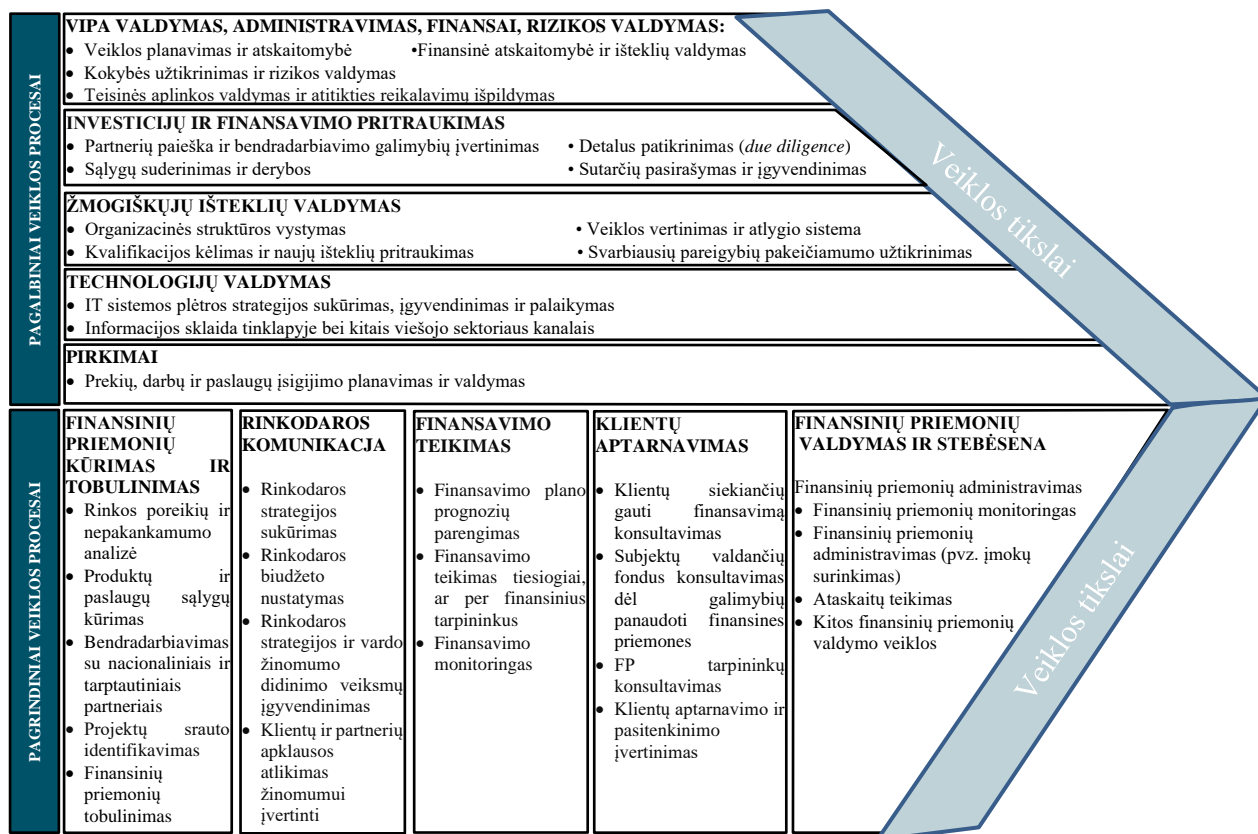 PAGALBINIAI VEIKLOS PROCESAI
VIPA VALDYMAS, ADMINISTRAVIMAS, FINANSAI, RIZIKOS VALDYMAS:
• Veiklos planavimas ir atskaitomybė •Finansinė atskaitomybė ir išteklių valdymas
• Kokybės užtikrinimas ir rizikos valdymas
• Teisinės aplinkos valdymas ir atitikties reikalavimų išpildymas
INVESTICIJŲ IR FINANSAVIMO PRITRAUKIMAS
• Partnerių paieška ir bendradarbiavimo galimybių įvertinimas • Detalus patikrinimas (due diligence)
• Sąlygų suderinimas ir derybos • Sutarčių pasirašymas ir įgyvendinimas
ŽMOGIŠKŲJŲ IŠTEKLIŲ VALDYMAS
• Organizacinės struktūros vystymas • Veiklos vertinimas ir atlygio sistema
• Kvalifikacijos kėlimas ir naujų išteklių pritraukimas • Svarbiausių pareigybių pakeičiamumo užtikrinimas
TECHNOLOGIJŲ VALDYMAS
• IT sistemos plėtros strategijos sukūrimas, įgyvendinimas ir palaikymas
• Informacijos sklaida tinklapyje bei kitais viešojo sektoriaus kanalais
PIRKIMAI
• Prekių, darbų ir paslaugų įsigijimo planavimas ir valdymas
Veiklos tikslai
PAGRINDINIAI VEIKLOS PROCESAI
FINANSINIŲ
PRIEMONIŲ
KŪRIMAS IR
TOBULINIMAS
• Rinkos poreikių ir
nepakankamumo
analizė
• Produktų ir
paslaugų sąlygų
kūrimas
• Bendradarbiavimas
su nacionaliniais ir
tarptautiniais
partneriais
• Projektų srauto
identifikavimas
• Finansinių
priemonių
tobulinimas
RINKODAROS
KOMUNIKACJA
• Rinkodaros
strategijos
sukūrimas
• Rinkodaros
biudžeto
nustatymas
• Rinkodaros
strategijos ir vardo
žinomumo
didinimo veiksmų
įgyvendinimas
• Klientų ir partnerių
apklausos
atlikimas
žinomumui
įvertinti
FINANSAVIMO
TEIKIMAS
• Finansavimo plano
prognozių
parengimas
• Finansavimo
teikimas tiesiogiai,
ar per finansinius
tarpininkus
• Finansavimo
monitoringas
KLIENTŲ
APTARNAVIMAS
• Klientų siekiančių
gauti finansavimą
konsultavimas
• Subjektų valdančių
fondus konsultavimas
dėl galimybių
panaudoti finansines
priemones
• FP tarpininkų
konsultavimas
• Klientų aptarnavimo ir
pasitenkinimo
įvertinimas
FINANSINIŲ PRIEMONIŲ
VALDYMAS IR STEBĖSENA
Finansinių priemonių administravimas
• Finansinių priemonių monitoringas
• Finansinių priemonių
administravimas (pvz. įmokų
surinkimas)
• Ataskaitų teikimas
• Kitos finansinių priemonių
valdymo veiklos
Veiklos tikslai